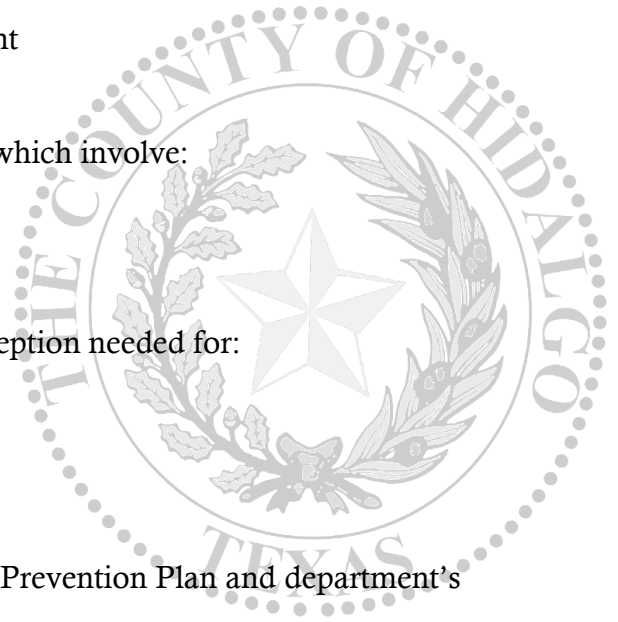 nt
THE COUNTY OF HIDALGO
which involve:
eption needed for:
TEXAS
Prevention Plan and department's